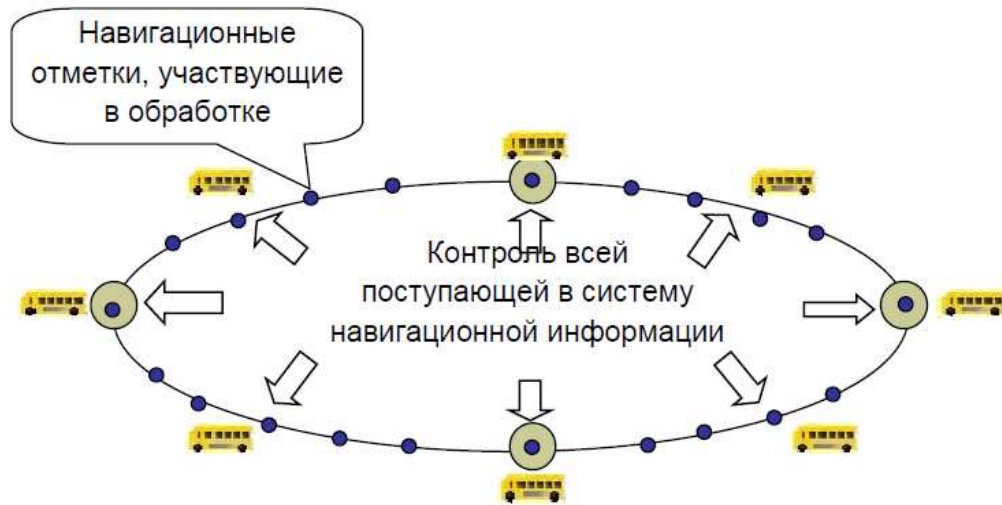 Навигационные
отметки, участвующие
в обработке
Контроль всей
поступающей в систему
навигационной информации